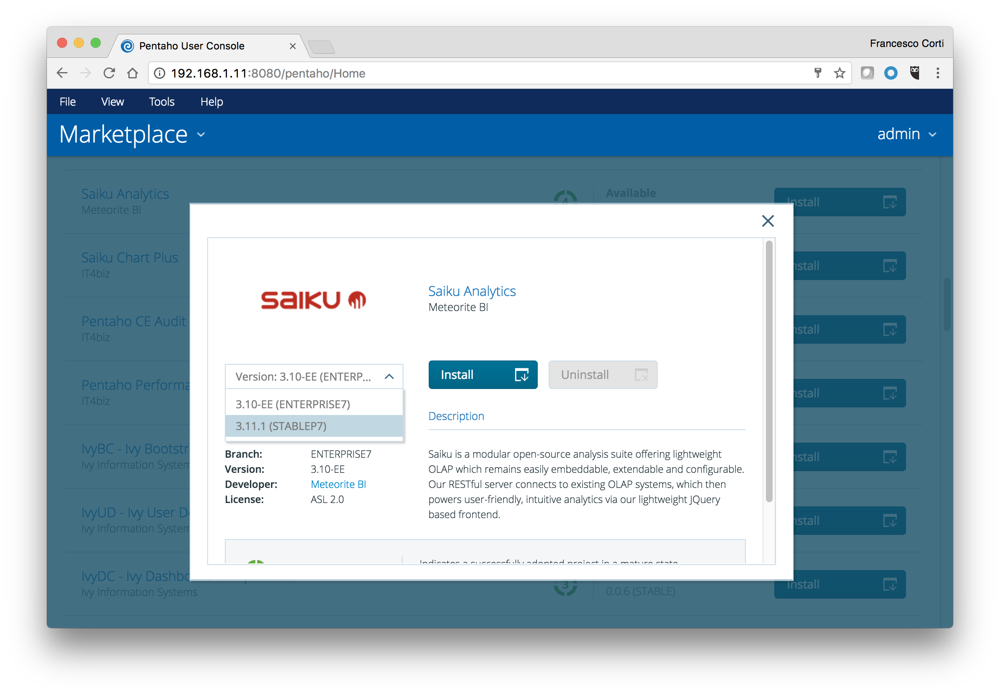 Pentaho User Console
Francesco Corti
192.168.1.11:8080/pentaho/Home
File View Tools Help
Marketplace
admin
Saiku Analytics
Meteorite BI
4
Available
Install
Saiku Chart Plus
IT4biz
nstall
Pentaho CE Audit
IT4biz
nstall
Pentaho Performa
IT4biz
nstall
IvyBC - Ivy Bootstr
Ivy Information System
nstall
IvyUD - Ivy User D
Ivy Information System
nstall
IvyDC - Ivy Dashbo
Ivy Information Systems
3
0.0.6 (STABLE)
Install
saiku
Saiku Analytics
Meteorite BI
Version: 3.10-EE (ENTERP...
3.10-EE (ENTERPRISE7)
3.11.1 (STABLEP7)
Install
Uninstall
Branch: ENTERPRISE7
Version: 3.10-EE
Developer: Meteorite BI
License: ASL 2.0
Description
Saiku is a modular open-source analysis suite offering lightweight
OLAP which remains easily embeddable, extendable and configurable.
Our RESTful server connects to existing OLAP systems, which then
powers user-friendly, intuitive analytics via our lightweight JQuery
based frontend.
Indicates a successfully adopted project in a mature state